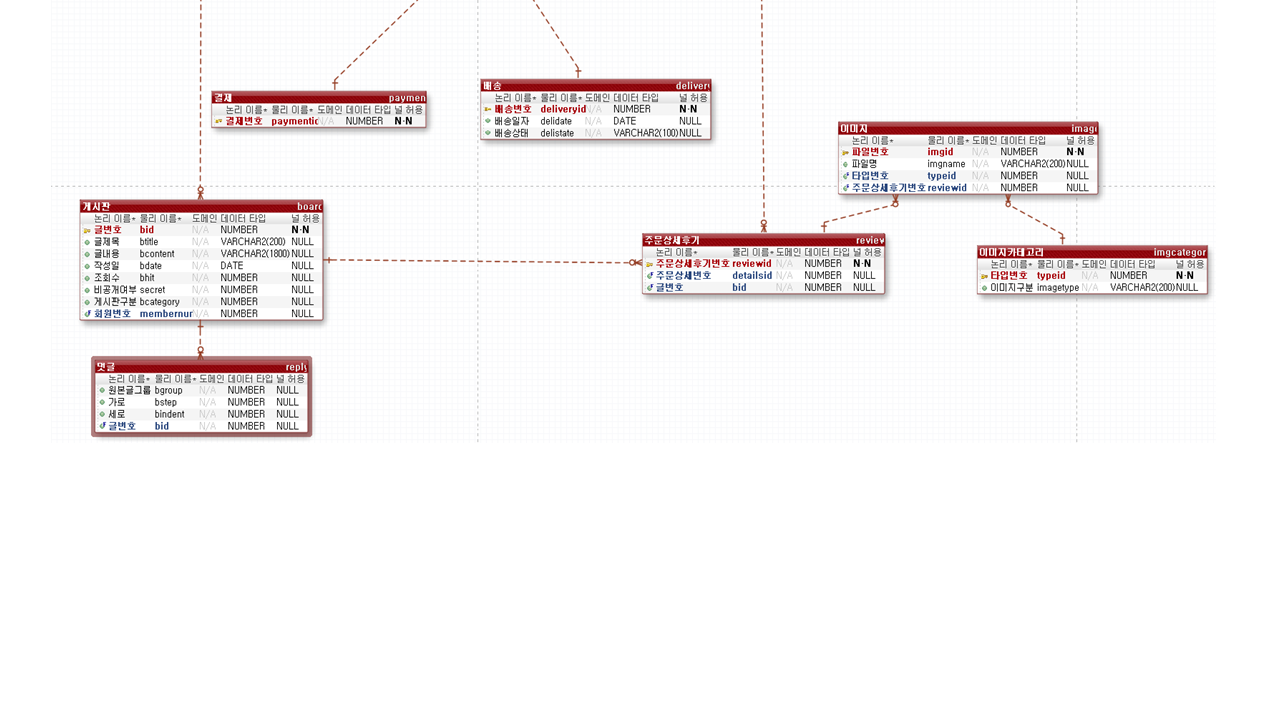 결제 paymen
논리 이름* 물리 이름* 도메인 데이터 타입 널 허용
결제번호 paymentic N/A NUMBER N·N
배송 delivery
논리 이름* 물리 이름* 도메인 데이터 타입 널 허용
배송번호 deliveryid N/A NUMBER N·N
배송일자 delidate N/A DATE NULL
배송상태 delistate N/A VARCHAR2(100) NULL
이미지 imag
논리 이름* 물리 이름* 도메인 데이터 타입 널 허용
파일번호 imgid N/A NUMBER N·N
파일명 imgname N/A VARCHAR2(200) NULL
타입번호 typeid N/A NUMBER NULL
주문상세후기번호 reviewid N/A NUMBER NULL
게시판 board
논리 이름* 물리 이름* 도메인 데이터 타입 널 허용
글번호 bid N/A NUMBER N·N
글제목 btitle N/A VARCHAR2(200) NULL
글내용 bcontent N/A VARCHAR2(1800) NULL
작성일 bdate N/A DATE NULL
조회수 bhit N/A NUMBER NULL
비공개여부 secret N/A NUMBER NULL
게시판구분 bcategory N/A NUMBER NULL
회원번호 membernur N/A NUMBER NULL
주문상세후기 review
논리 이름* 물리 이름* 도메인 데이터 타입 널 허용
주문상세후기번호 reviewid N/A NUMBER N·N
주문상세번호 detailsid N/A NUMBER NULL
글번호 bid N/A NUMBER NULL
이미지카테고리 imgcategor
논리 이름* 물리 이름* 도메인 데이터 타입 널 허용
타입번호 typeid N/A NUMBER N·N
이미지구분 imagetype N/A VARCHAR2(200) NULL
댓글 reply
논리 이름* 물리 이름* 도메인 데이터 타입 널 허용
원본글그룹 bgroup N/A NUMBER NULL
가로 bstep N/A NUMBER NULL
세로 bindent N/A NUMBER NULL
글번호 bid N/A NUMBER NULL